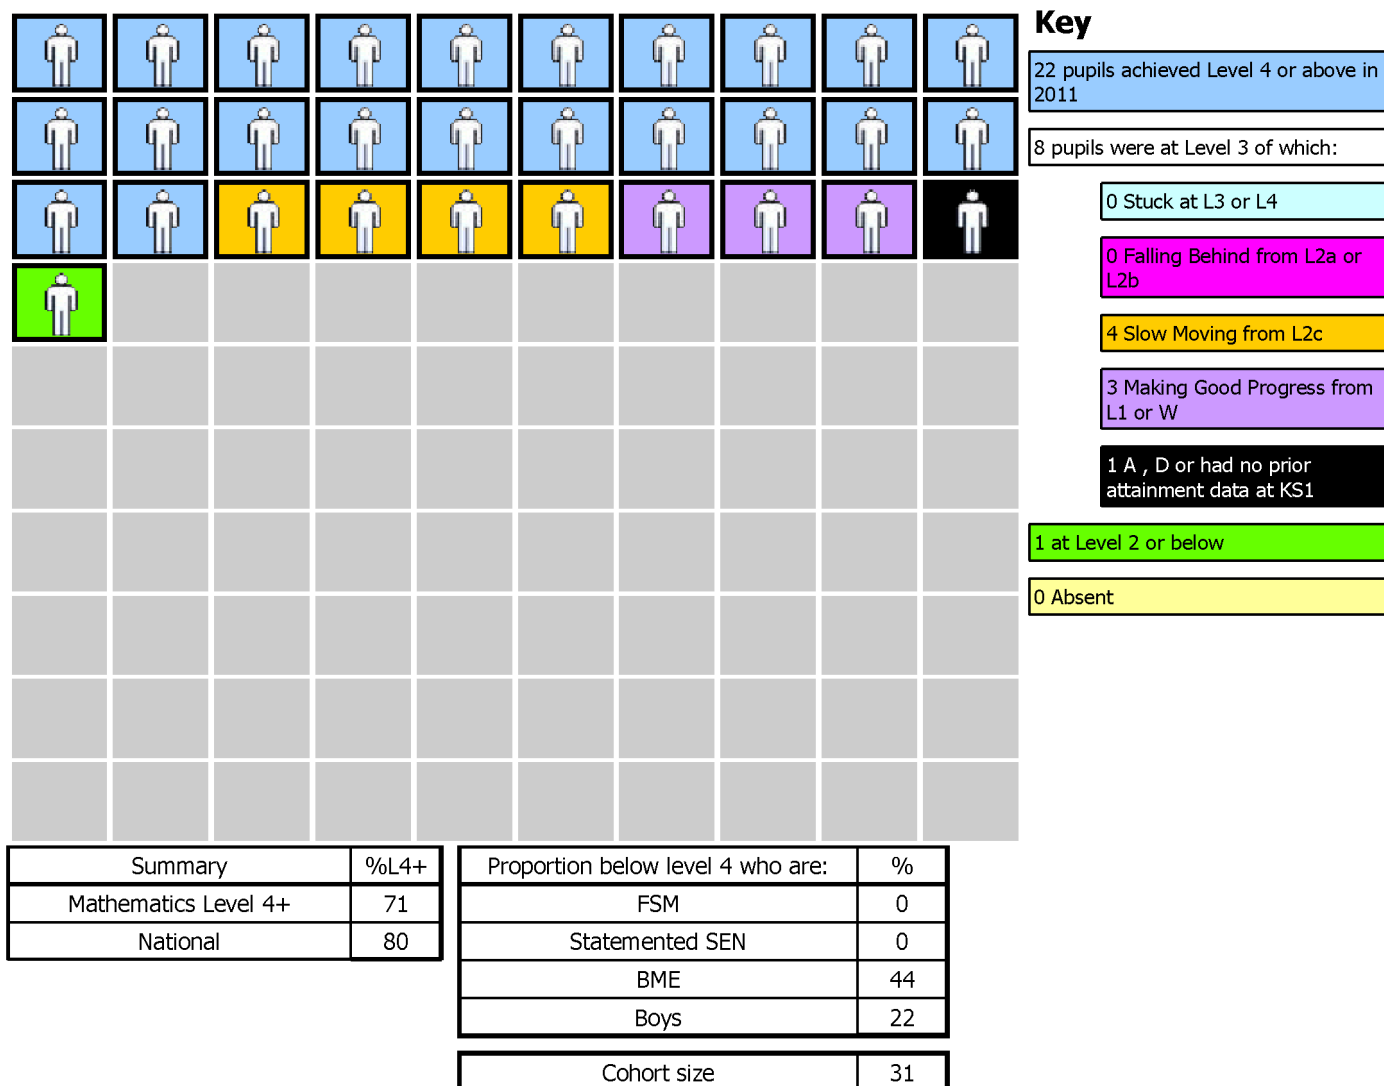 Key
22 pupils achieved Level 4 or above in
2011
8 pupils were at Level 3 of which:
0 Stuck at L3 or L4
0 Falling Behind from L2a or
L2b
4 Slow Moving from L2c
3 Making Good Progress from
L1 or W
1 A , D or had no prior
attainment data at KS1
1 at Level 2 or below
0 Absent
Summary %L4+
Mathematics Level 4+ 71
National 80
Proportion below level 4 who are: %
FSM 0
Statemented SEN 0
BME 44
Boys 22
Cohort size 31